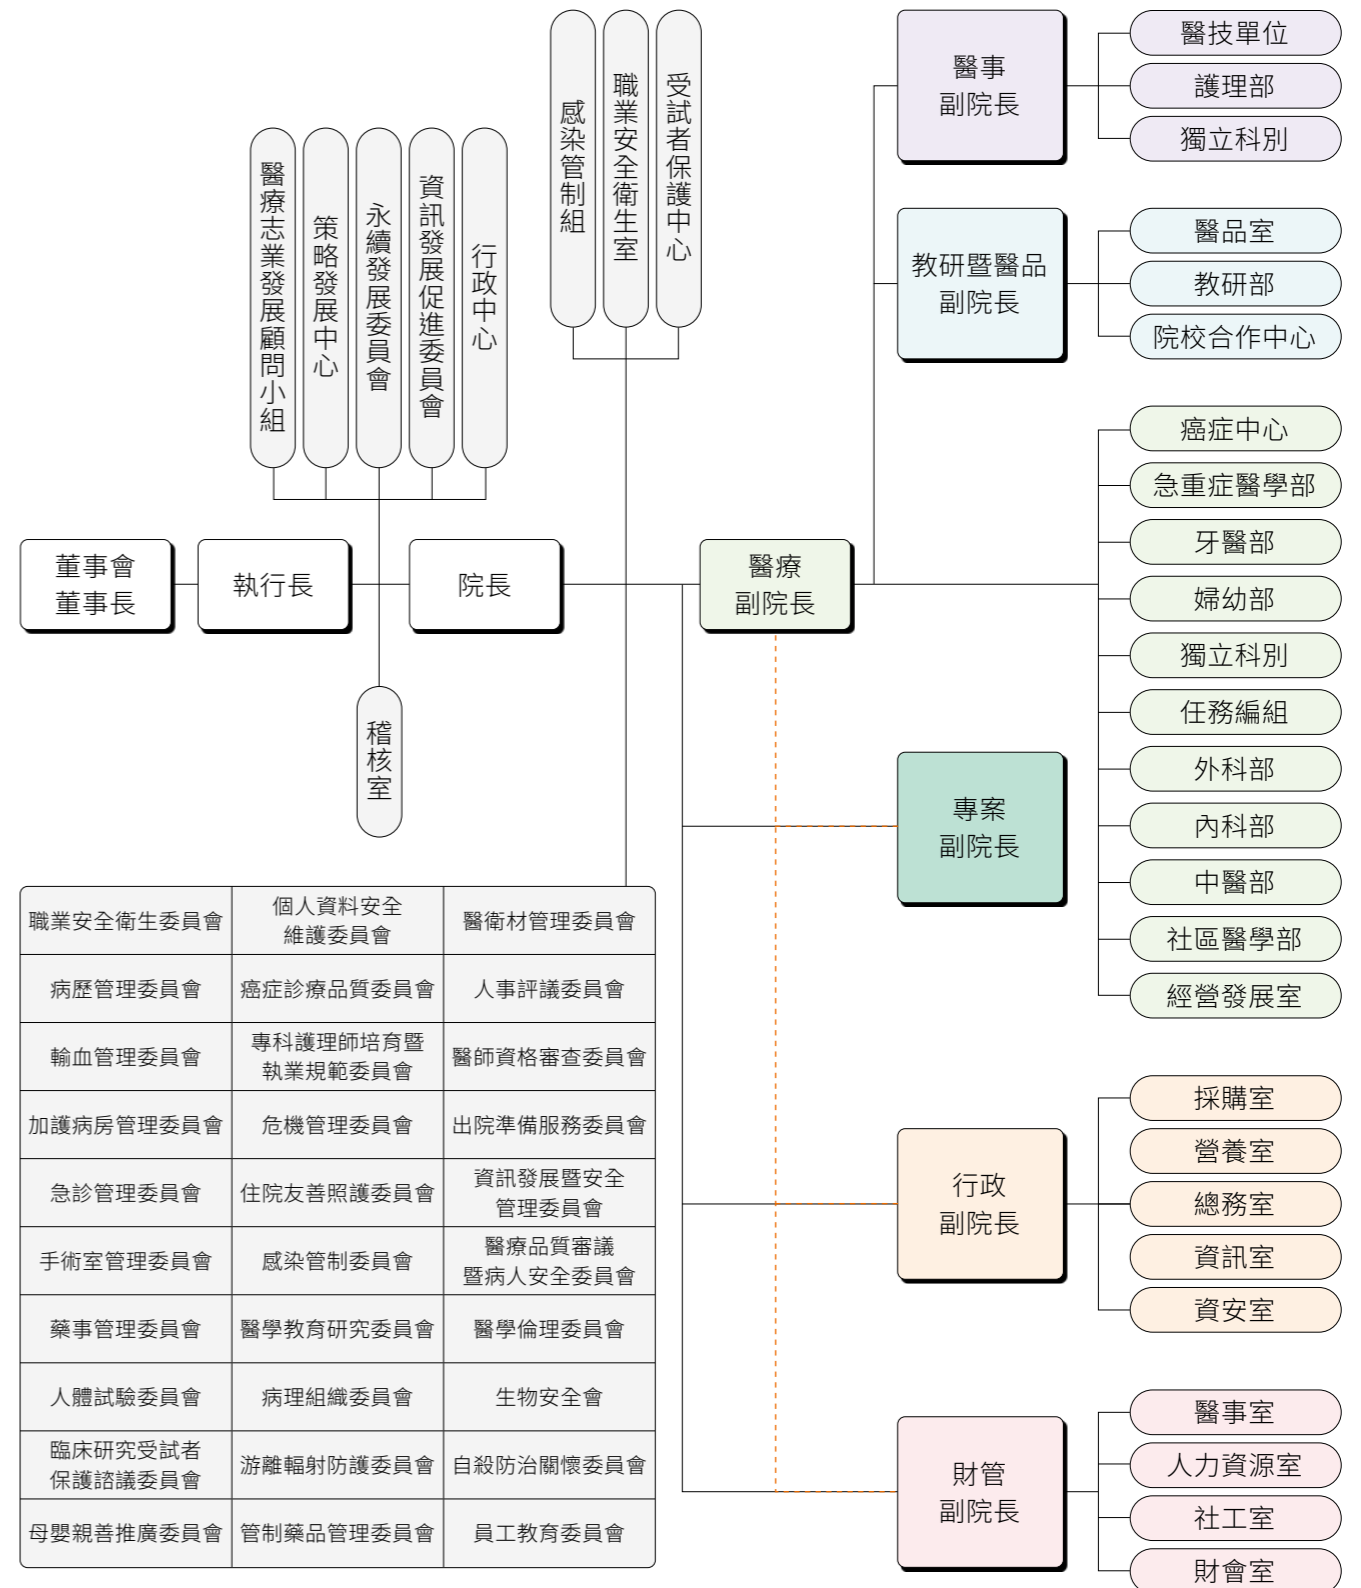 感染管制組
職業安全衛生室
受試者保護中心
醫療志業發展顧問小組
策略發展中心
永續發展委員會
資訊發展促進委員會
行政中心
董事會
董事長
執行長
院長
稽核室
醫療
副院長
醫事
副院長
醫技單位
護理部
獨立科別
教研暨醫品
副院長
醫品室
教研部
院校合作中心
癌症中心
急重症醫學部
牙醫部
婦幼部
獨立科別
任務編組
外科部
內科部
中醫部
社區醫學部
經營發展室
專案
副院長
行政
副院長
採購室
營養室
總務室
資訊室
資安室
財管
副院長
醫事室
人力資源室
社工室
財會室
職業安全衛生委員會
個人資料安全
維護委員會
醫衛材管理委員會
病歷管理委員會
癌症診療品質委員會
人事評議委員會
輸血管理委員會
專科護理師培育暨
執業規範委員會
醫師資格審查委員會
加護病房管理委員會
危機管理委員會
出院準備服務委員會
急診管理委員會
住院友善照護委員會
資訊發展暨安全
管理委員會
手術室管理委員會
感染管制委員會
醫療品質審議
暨病人安全委員會
藥事管理委員會
醫學教育研究委員會
醫學倫理委員會
人體試驗委員會
病理組織委員會
生物安全會
臨床研究受試者
保護諮議委員會
游離輻射防護委員會
自殺防治關懷委員會
母嬰親善推廣委員會
管制藥品管理委員會
員工教育委員會